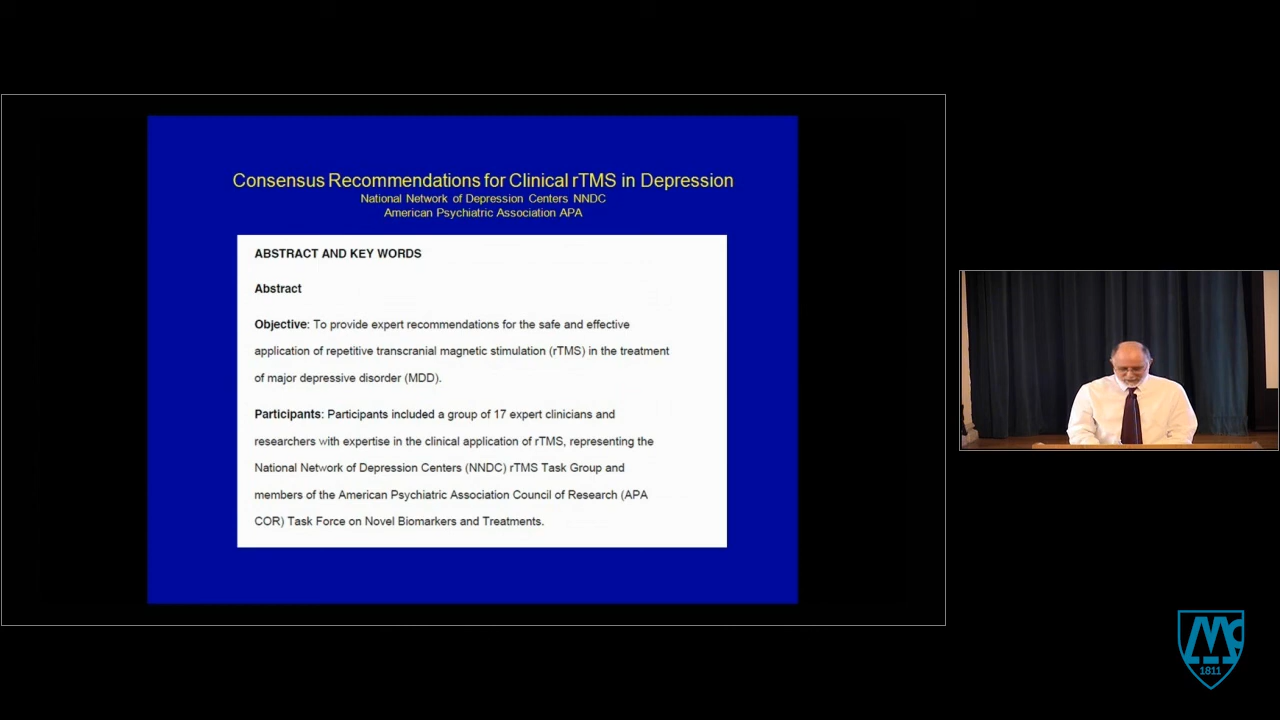 Consensus Recommendations for Clinical rTMS in Depression
National Network of Depression Centers NNDC
American Psychiatric Association APA
ABSTRACT AND KEY WORDS
Abstract
Objective: To provide expert recommendations for the safe and effective
application of repetitive transcranial magnetic stimulation (rTMS) in the treatment
of major depressive disorder (MDD).
Participants: Participants included a group of 17 expert clinicians and
researchers with expertise in the clinical application of rTMS, representing the
National Network of Depression Centers (NNDC) rTMS Task Group and
members of the American Psychiatric Association Council of Research (APA
COR) Task Force on Novel Biomarkers and Treatments.
Mc
1811